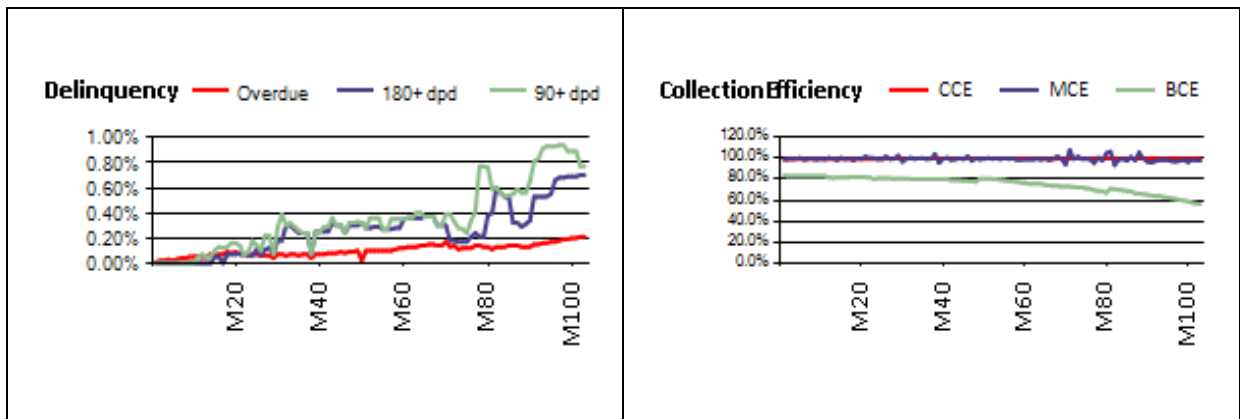 Delinquency Overdue 180+ dpd 90+ dpd
1.00%
0.80%
0.60%
0.40%
0.20%
0.00%
M20
M40
M60
M80
M100
Collection Efficiency CCE MCE BCE
120.0%
100.0%
80.0%
60.0%
40.0%
20.0%
0.0%
M20
M40
M60
M80
M100